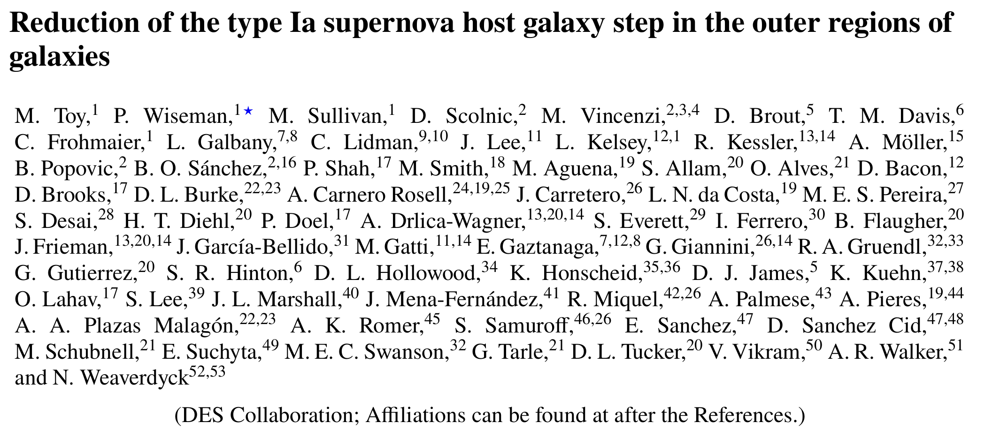 Reduction of the type Ia supernova host galaxy step in the outer regions of
galaxies
M. Toy,1 P. Wiseman,1★ M. Sullivan,1 D. Scolnic,2 M. Vincenzi,2,3,4 D. Brout,5 T. M. Davis,6
C. Frohmaier,1 L. Galbany,7,8 C. Lidman,9,10 J. Lee,11 L. Kelsey,12,1 R. Kessler,13,14 A. Möller,15
B. Popovic,2 B. O. Sánchez,2,16 P. Shah,17 M. Smith,18 M. Aguena,19 S. Allam,20 O. Alves,21 D. Bacon,12
D. Brooks,17 D. L. Burke,22,23 A. Carnero Rosell,24,19,25 J. Carretero,26 L. N. da Costa,19 M. E. S. Pereira,27
S. Desai,28 H. T. Diehl,20 P. Doel,17 A. Drlica-Wagner,13,20,14 S. Everett,29 I. Ferrero,30 B. Flaugher,20
J. Frieman,13,20,14 J. García-Bellido,31 M. Gatti,11,14 E. Gaztanaga,7,12,8 G. Giannini,26,14 R. A. Gruendl,32,33
G. Gutierrez,20 S. R. Hinton,6 D. L. Hollowood,34 K. Honscheid,35,36 D. J. James,5 K. Kuehn,37,38
O. Lahav,17 S. Lee,39 J. L. Marshall,40 J. Mena-Fernández,41 R. Miquel,42,26 A. Palmese,43 A. Pieres,19,44
A. A. Plazas Malagón,22,23 A. K. Romer,45 S. Samuroff,46,26 E. Sanchez,47 D. Sanchez Cid,47,48
M. Schubnell,21 E. Suchyta,49 M. E. C. Swanson,32 G. Tarle,21 D. L. Tucker,20 V. Vikram,50 A. R. Walker,51
and N. Weaverdyck52,53
(DES Collaboration; Affiliations can be found at after the References.)